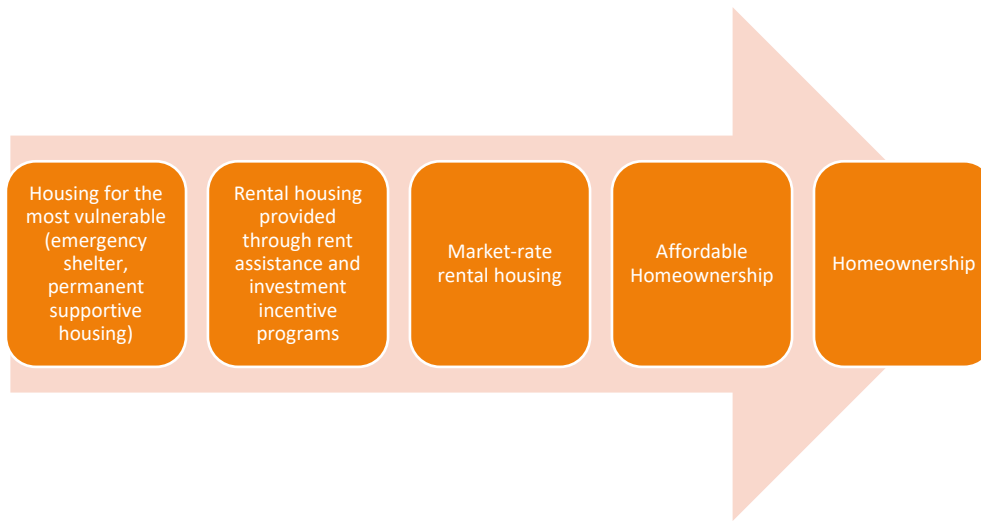 Housing for the
most vulnerable
(emergency
shelter,
permanent
supportive
housing)
Rental housing
provided
through rent
assistance and
investment
incentive
programs
Market-rate
rental housing
Affordable
Homeownership
Homeownership